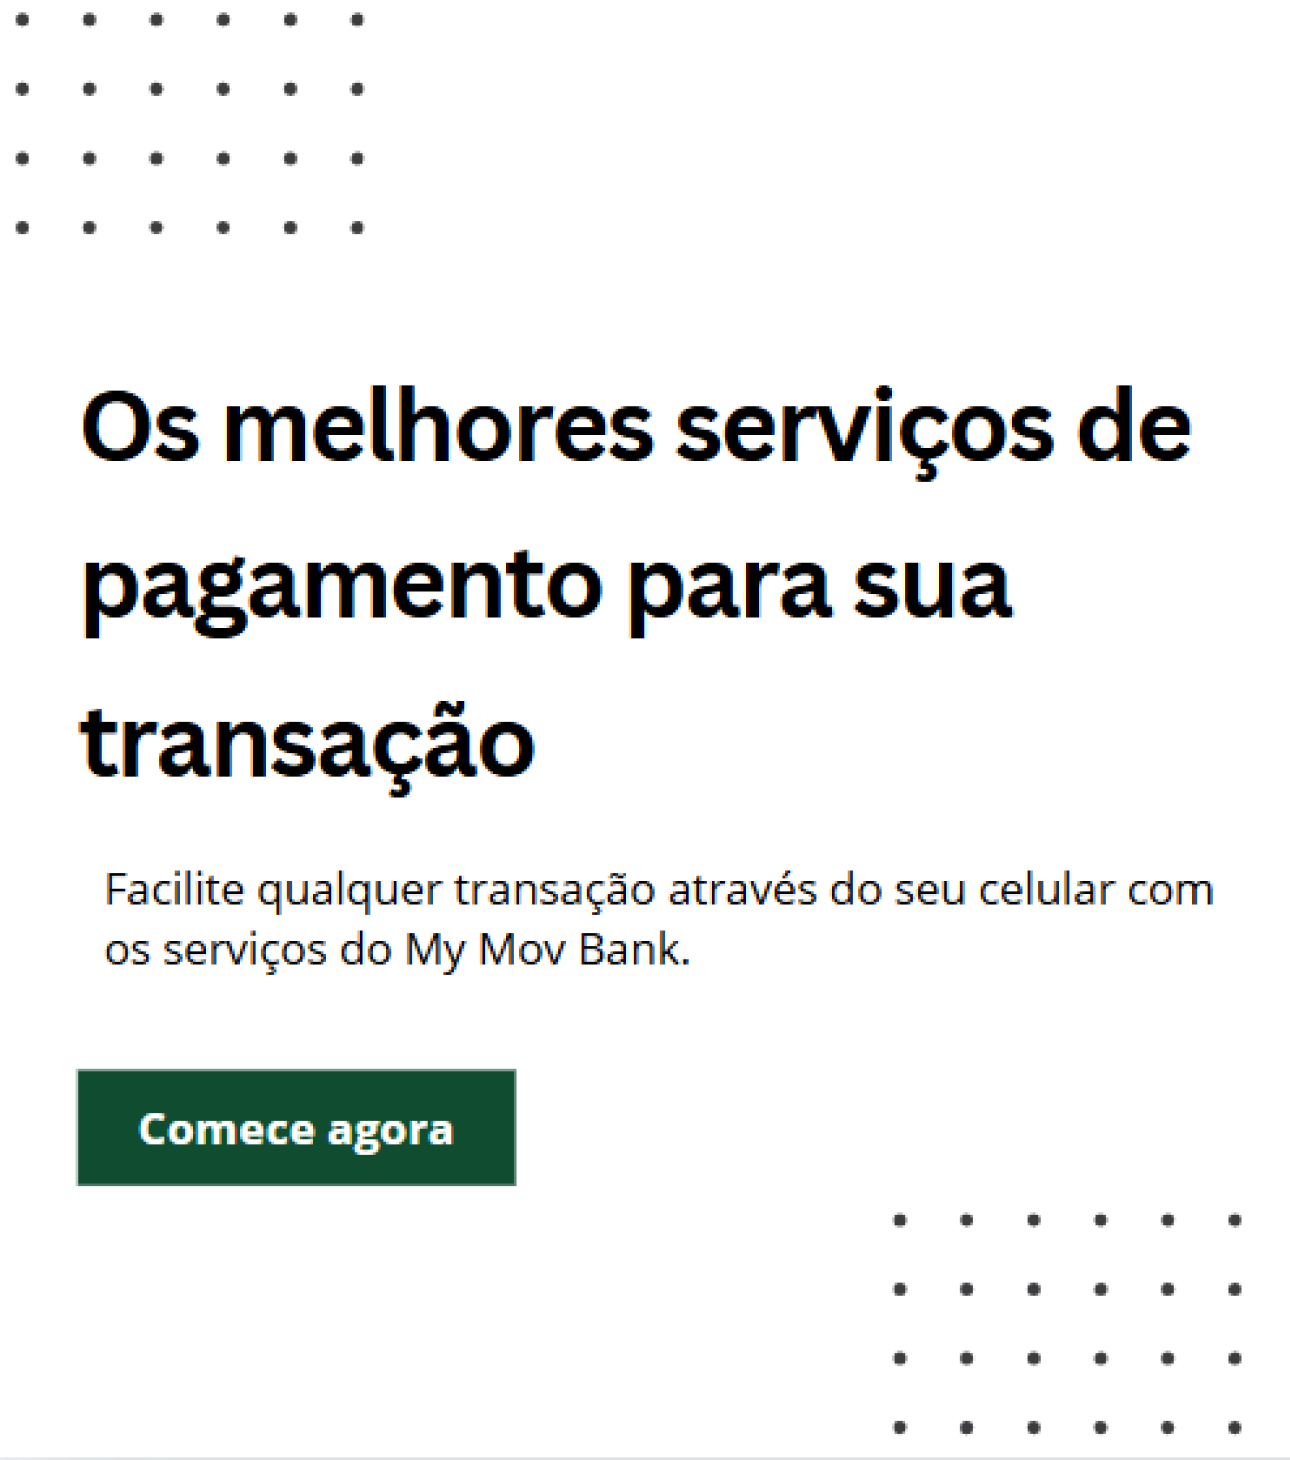 Os melhores serviços de
pagamento para sua
transação
Facilite qualquer transação através do seu celular com
os serviços do My Mov Bank.
Comece agora